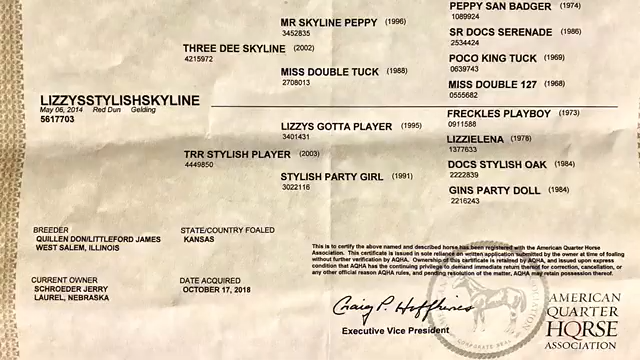 PEPPY SAN BADGER (1974)
1089924
MR SKYLINE PEPPY (1996)
3452835
SR DOCS SERENADE (1986)
2534424
THREE DEE SKYLINE (2002)
4215972
POCO KING TUCK (1969)
0639743
MISS DOUBLE TUCK (1988)
2708013
MISS DOUBLE 127 (1968)
0555682
LIZZYSSTYLISHSKYLINE
May 06, 2014 Red Dun Gelding
5617703
FRECKLES PLAYBOY (1973)
0911588
LIZZYS GOTTA PLAYER (1995)
3401431
LIZZIELENA (1978)
1377633
TRR STYLISH PLAYER (2003)
4449850
DOCS STYLISH OAK (1984)
2222839
STYLISH PARTY GIRL (1991)
3022116
GINS PARTY DOLL (1984)
2216243
BREEDER
QUILLEN DON/LITTLEFORD JAMES
WEST SALEM, ILLINOIS
STATE/COUNTRY FOALED
KANSAS
CURRENT OWNER
SCHROEDER JERRY
LAUREL, NEBRASKA
DATE ACQUIRED
OCTOBER 17, 2018
This is to certify the above named and described horse has been registered with the American Quarter Horse
Association. This certificate is issued in sole reliance on written application submitted by the owner at time of foaling
without further verification by AQHA. Ownership of this certificate is retained by AQHA, and issued upon express
condition that AQHA has the continuing privilege to demand immediate return thereof for correction, cancellation, or
any other official reason AQHA rules, and pending resolution of the matter, AQHA may retain possession thereof.
Craig P. Huffhines
Executive Vice President
CORPORATE SEAL
AMERICAN
QUARTER
HORSE
ASSOCIATION